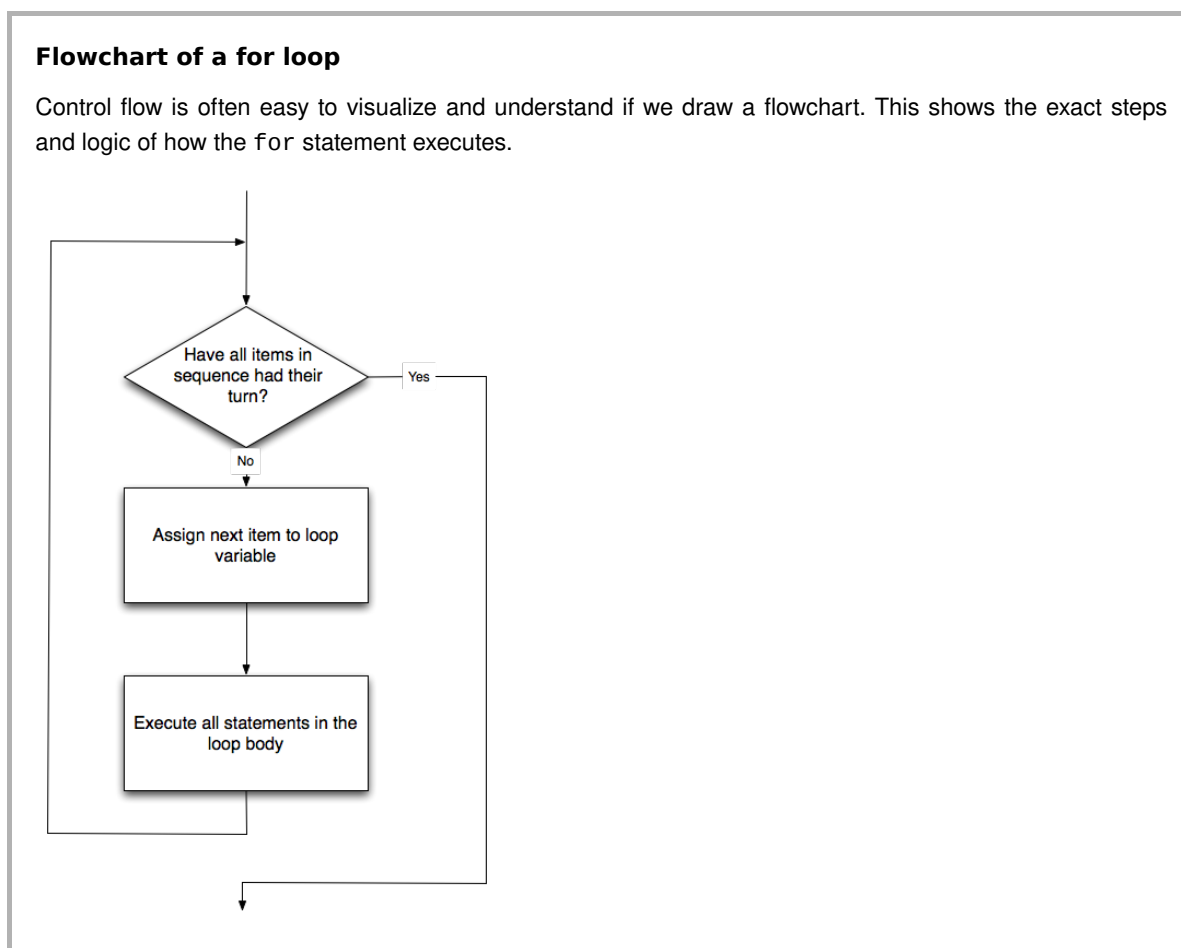 Flowchart of a for loop
Control flow is often easy to visualize and understand if we draw a flowchart. This shows the exact steps
and logic of how the for statement executes.
Have all items in
sequence had their
turn?
Yes
No
Assign next item to loop
variable
Execute all statements in the
loop body